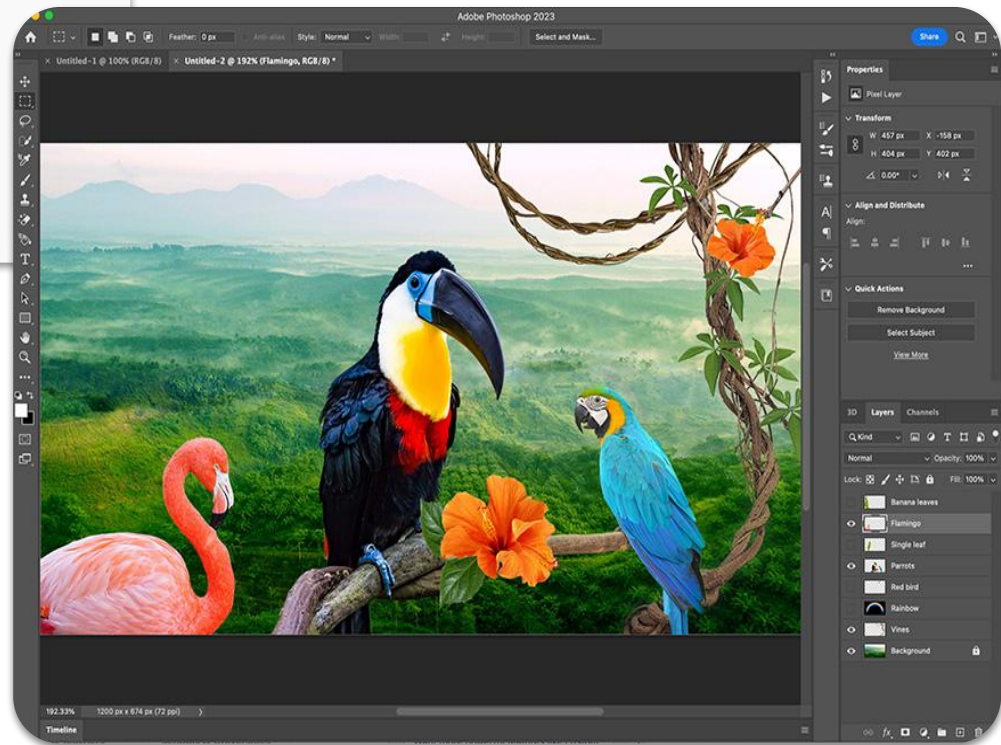 Adobe Photoshop 2023
Feather: 0 px Anti-alias Style: Normal Width: Height: Select and Mask... Share
× Untitled-1 @ 100% (RGB/8) × Untitled-2 @ 192% (Flamingo, RGB/8) *
Properties
Pixel Layer
Transform
W 457 px X -158 px
H 404 px Y 402 px
0.00°
Align and Distribute
Align:
Quick Actions
Remove Background
Select Subject
View More
3D Layers Channels
Kind
Normal Opacity: 100%
Lock: Fill: 100%
Banana leaves
Flamingo
Single leaf
Parrots
Red bird
Rainbow
Vines
Background
192.33% 1200 px x 674 px (72 ppi)
Timeline